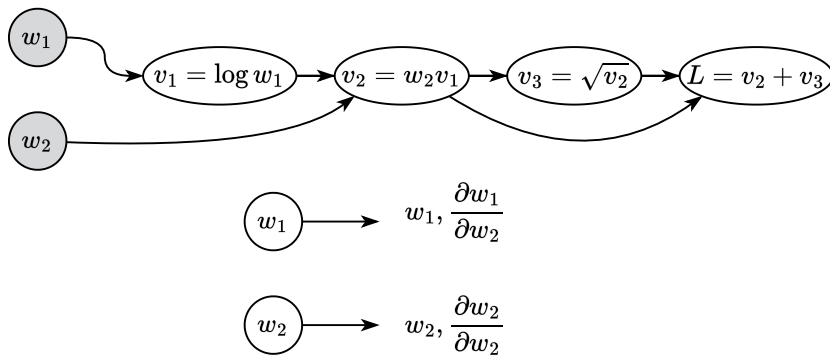 w₁
v₁ = log w₁ v₂ = w₂v₁ v₃ = √v₂ L = v₂ + v₃
w₂
w₁ w₁, ∂w₁/∂w₂
w₂ w₂, ∂w₂/∂w₂